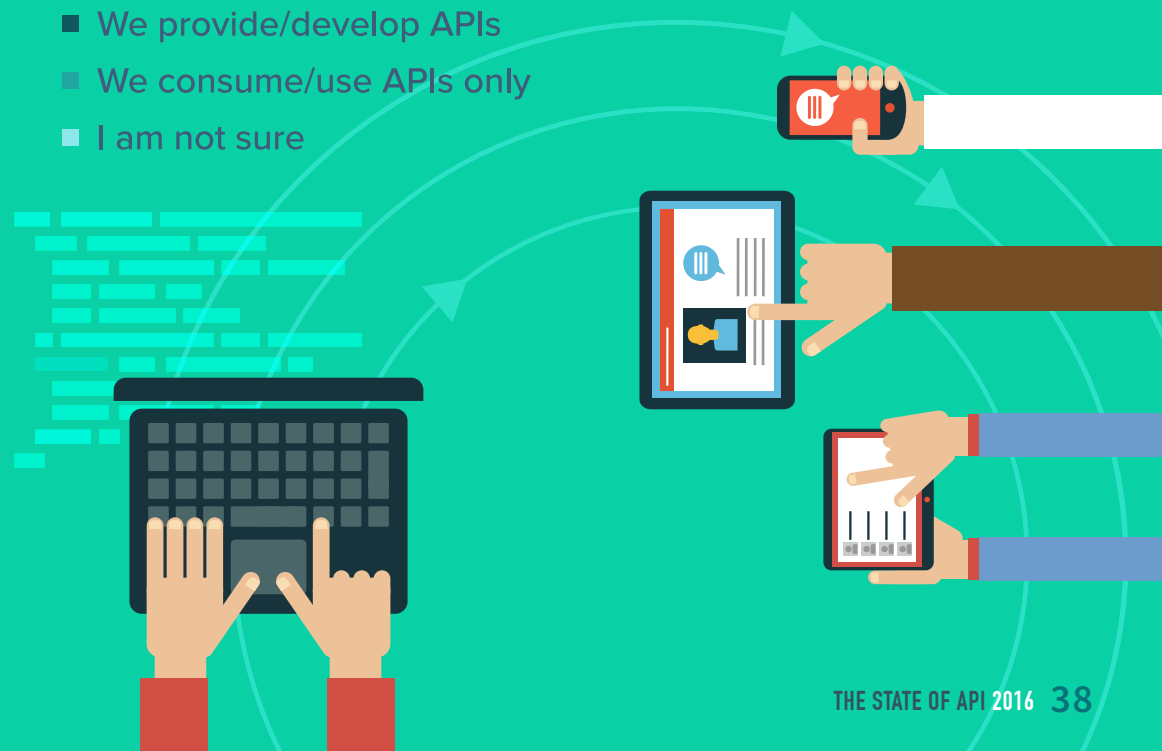 We provide/develop APIs
We consume/use APIs only
I am not sure
THE STATE OF API 2016 38